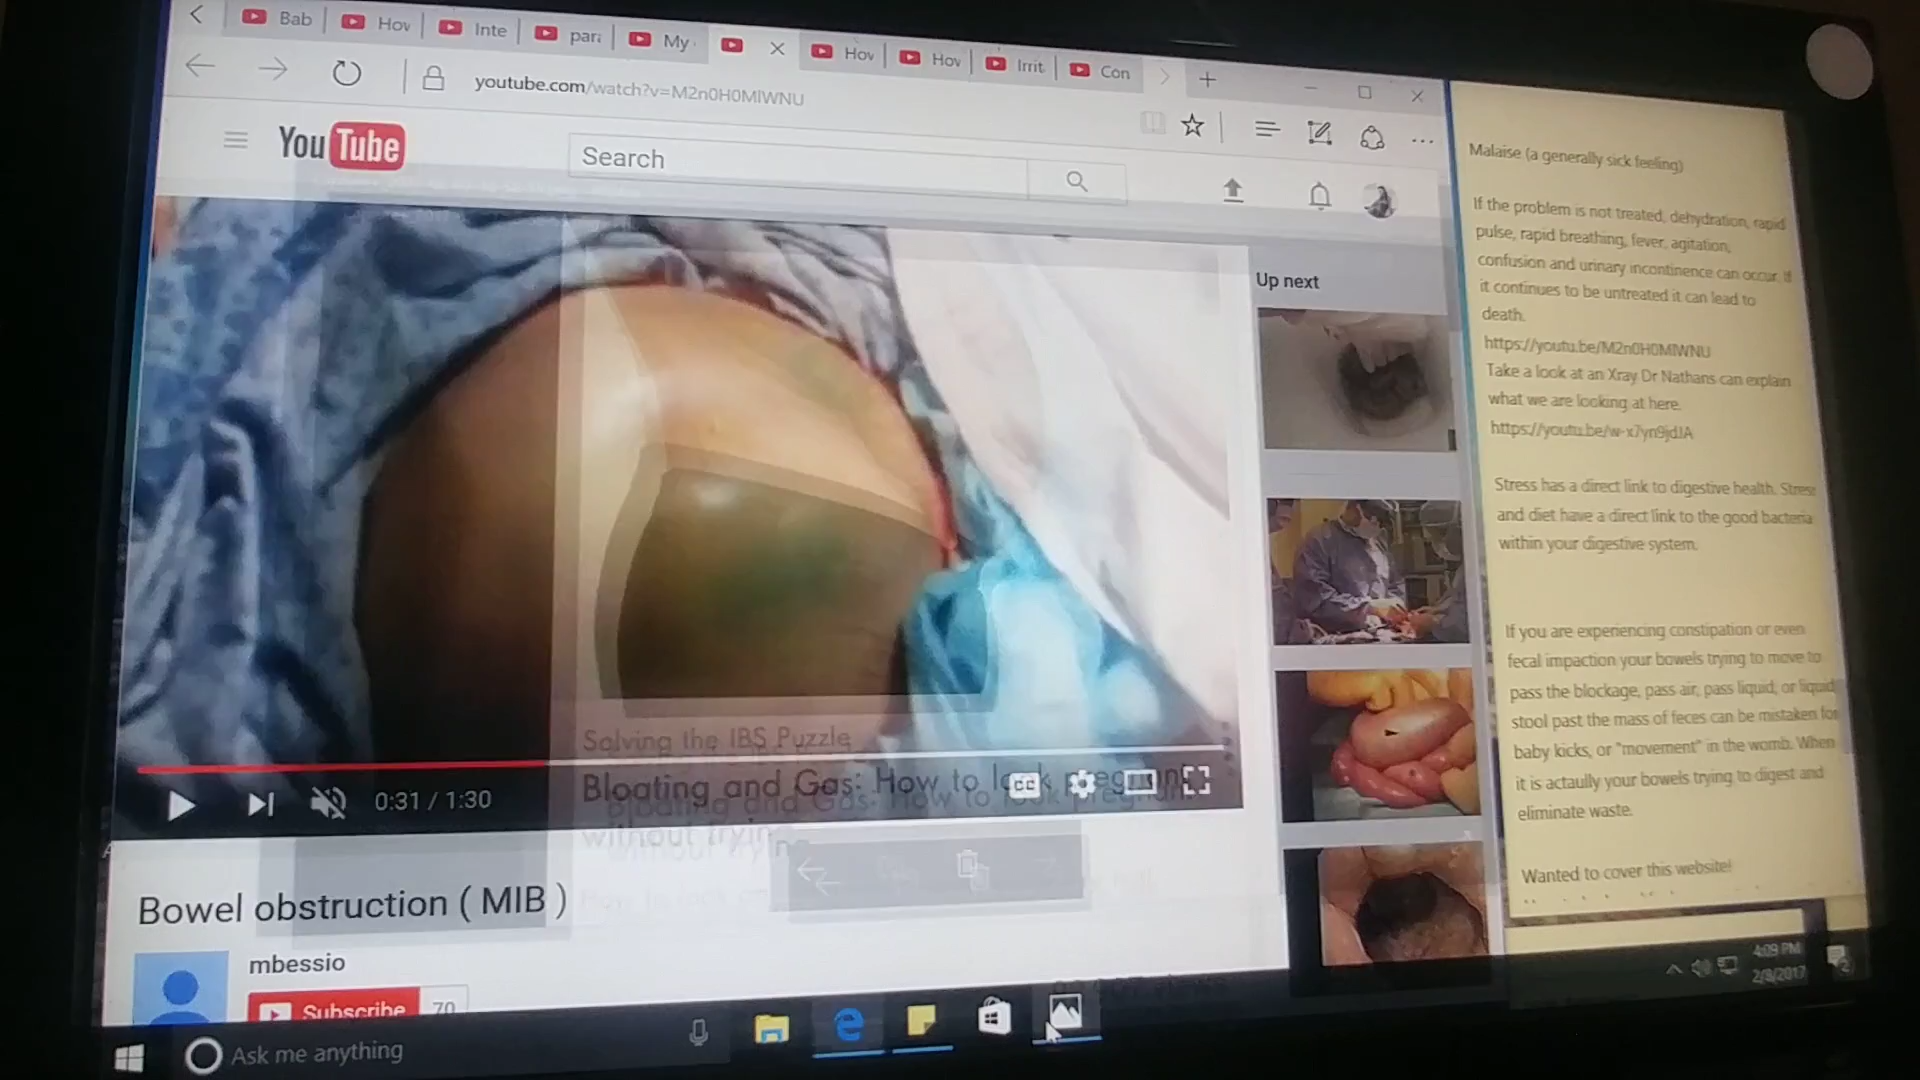 Bab
Hov
Inte
para
My
Hov
Hov
Irrit
Con
youtube.com/watch?v=M2n0H0MlWNU
YouTube
Search
Up next
Solving the IBS Puzzle
Bloating and Gas: How to look pregnant
without trying
0:31 / 1:30
Bowel obstruction ( MIB )
mbessio
Subscribe 70
Ask me anything
Malaise (a generally sick feeling)
If the problem is not treated, dehydration, rapid
pulse, rapid breathing, fever, agitation,
confusion and urinary incontinence can occur. If
it continues to be untreated it can lead to
death.
https://youtu.be/M2n0H0MlWNU
Take a look at an Xray Dr Nathans can explain
what we are looking at here.
https://youtu.be/w-x7yn9jdJA
Stress has a direct link to digestive health. Stress
and diet have a direct link to the good bacteria
within your digestive system.
If you are experiencing constipation or even
fecal impaction your bowels trying to move to
pass the blockage, pass air, pass liquid, or liquid
stool past the mass of feces can be mistaken for
baby kicks, or "movement" in the womb. When
it is actaully your bowels trying to digest and
eliminate waste.
Wanted to cover this website!
4:09 PM
2/8/2017